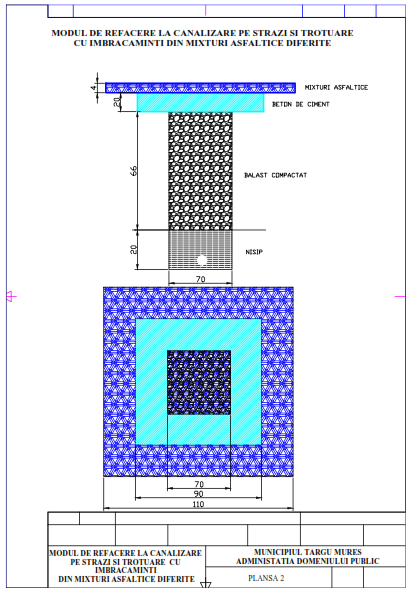 MODUL DE REFACERE LA CANALIZARE PE STRAZI SI TROTUARE
CU IMBRACAMINTI DIN MIXTURI ASFALTICE DIFERITE
4
MIXTURI ASFALTICE
20
BETON DE CIMENT
66
BALAST COMPACTAT
20
NISIP
70
70
90
110
MODUL DE REFACERE LA CANALIZARE
PE STRAZI SI TROTUARE CU
IMBRACAMINTI
DIN MIXTURI ASFALTICE DIFERITE
MUNICIPIUL TARGU MURES
ADMINISTATIA DOMENIULUI PUBLIC
PLANSA 2